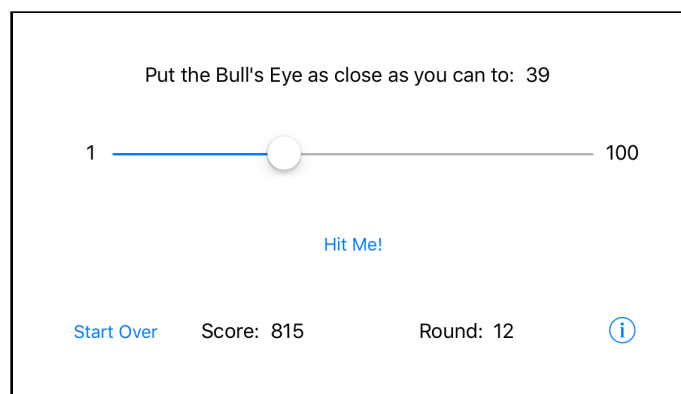 Put the Bull's Eye as close as you can to: 39
1 100
Hit Me!
Start Over Score: 815 Round: 12 i